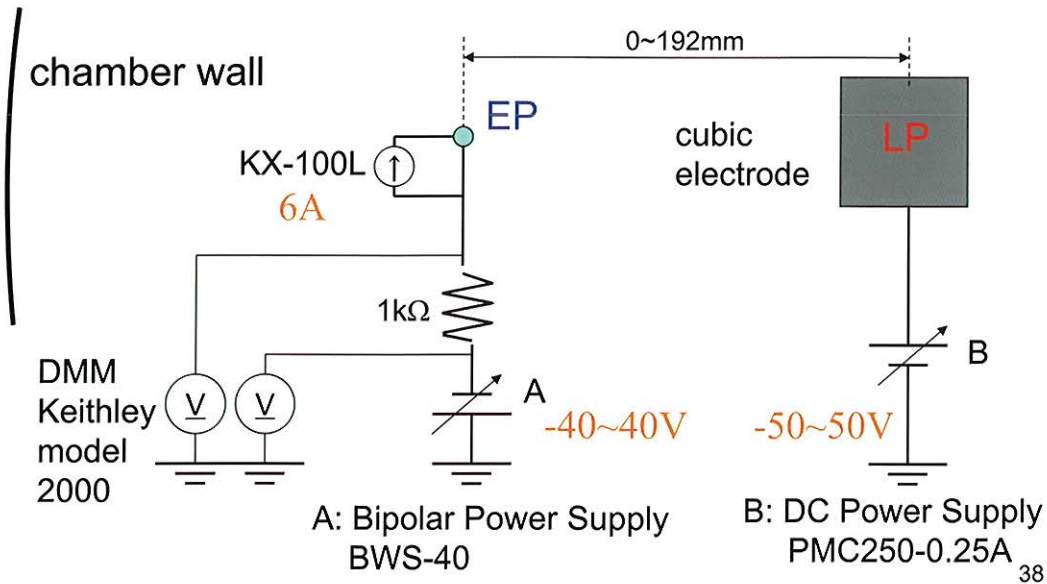 0~192mm
chamber wall
EP
KX-100L
6A
cubic
electrode
LP
1kΩ
DMM
Keithley
model
2000
V
V
A
-40~40V
B
-50~50V
A: Bipolar Power Supply
BWS-40
B: DC Power Supply
PMC250-0.25A
38